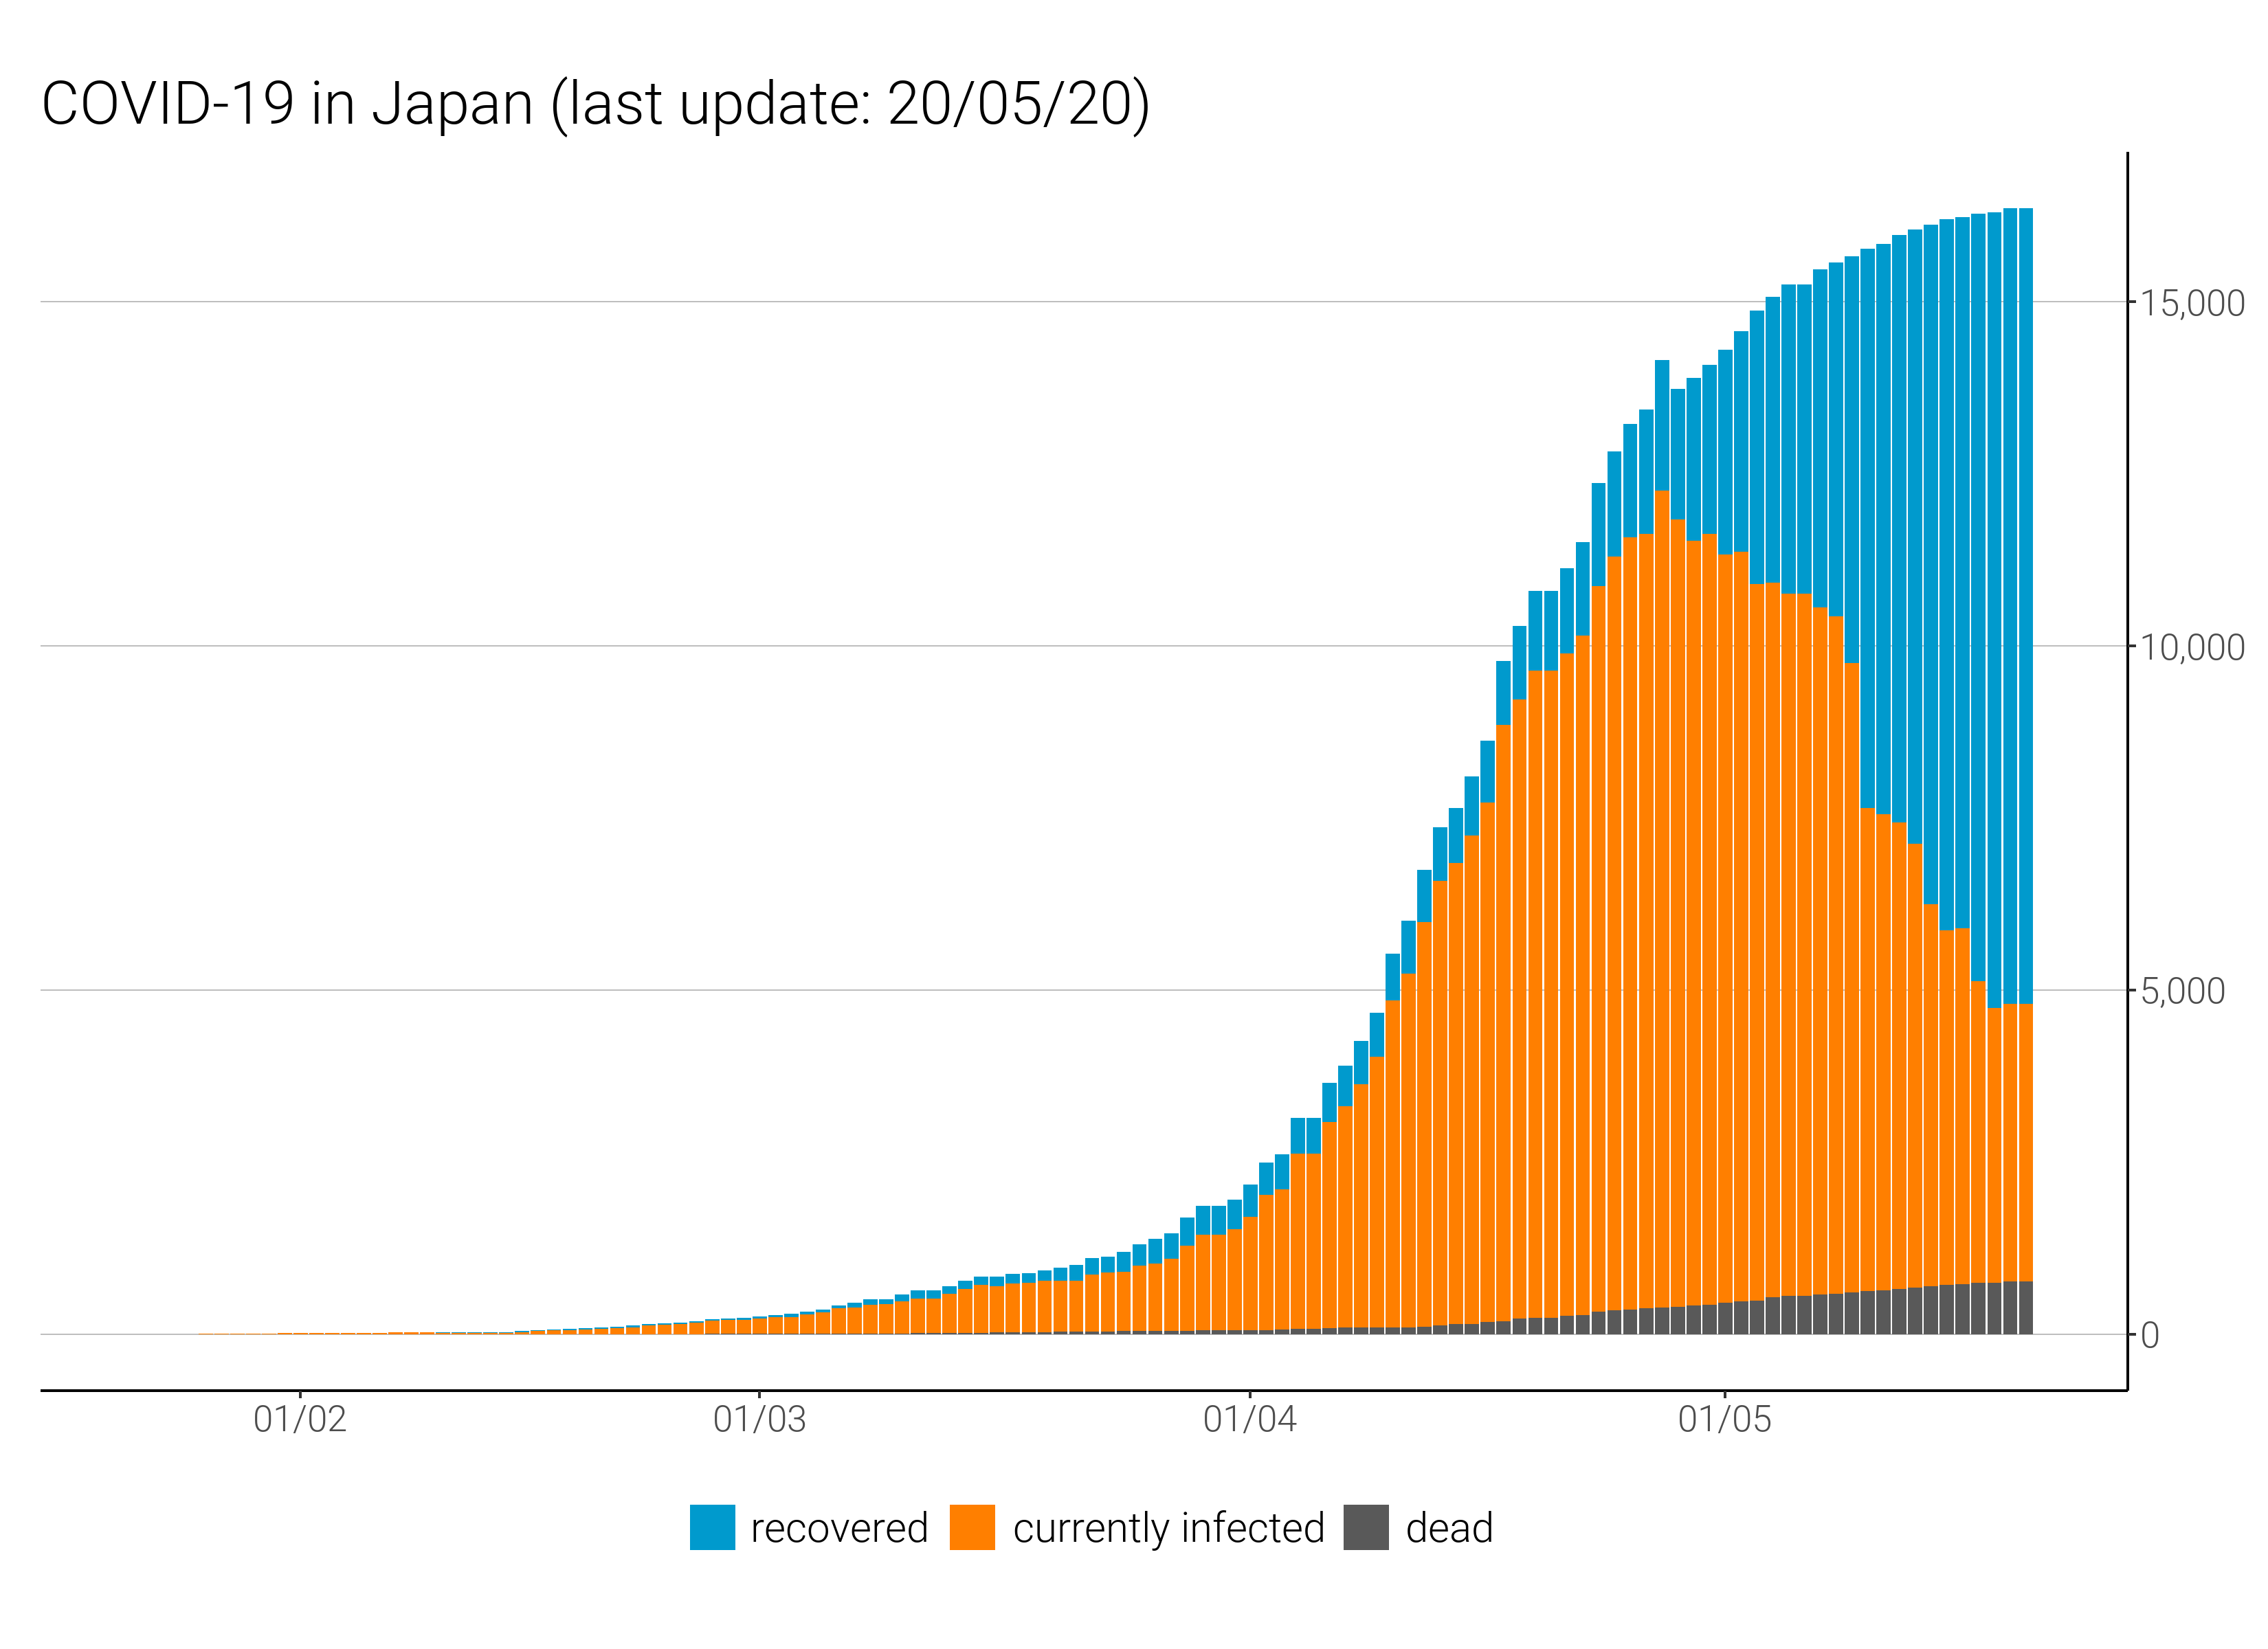 COVID-19 in Japan (last update: 20/05/20)
15,000
10,000
5,000
0
01/02 01/03 01/04 01/05
recovered currently infected dead